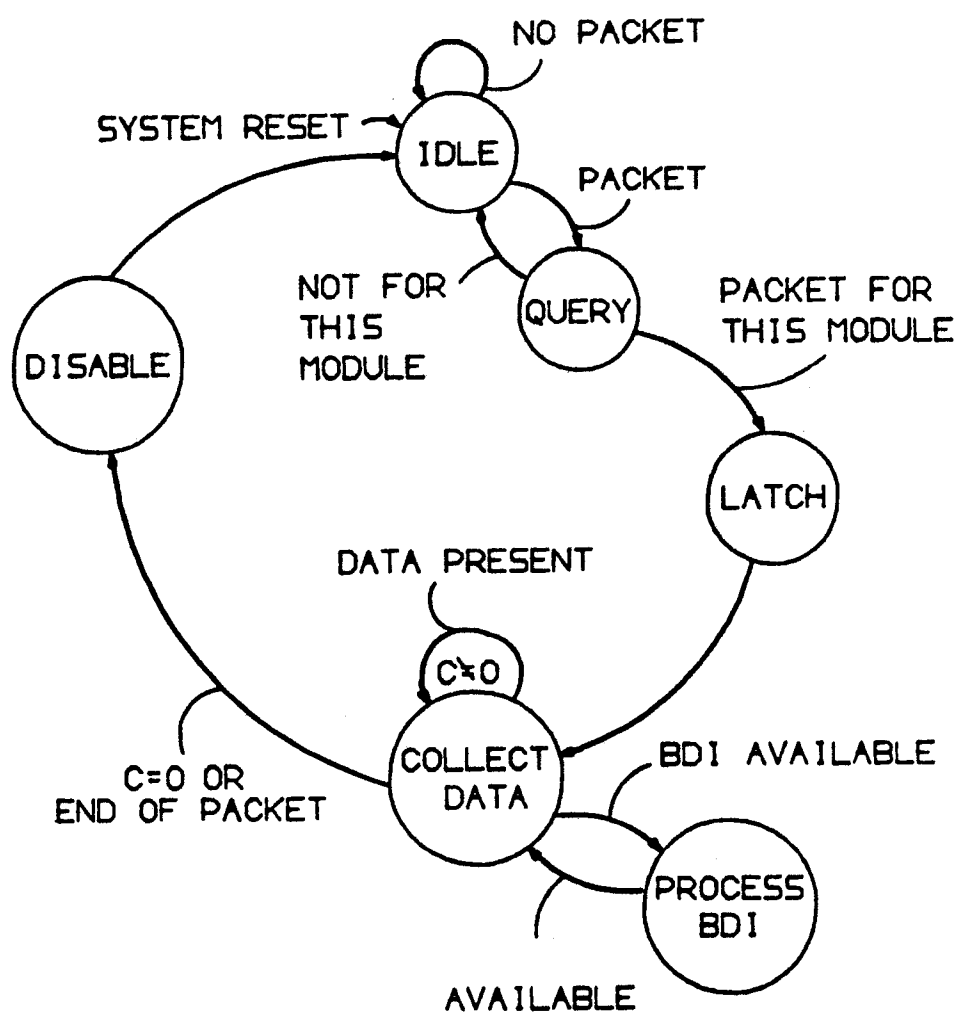 NO PACKET
SYSTEM RESET
IDLE
PACKET
NOT FOR
THIS
MODULE
QUERY
PACKET FOR
THIS MODULE
DISABLE
LATCH
DATA PRESENT
C≠0
COLLECT
DATA
BDI AVAILABLE
C=0 OR
END OF PACKET
PROCESS
BDI
AVAILABLE